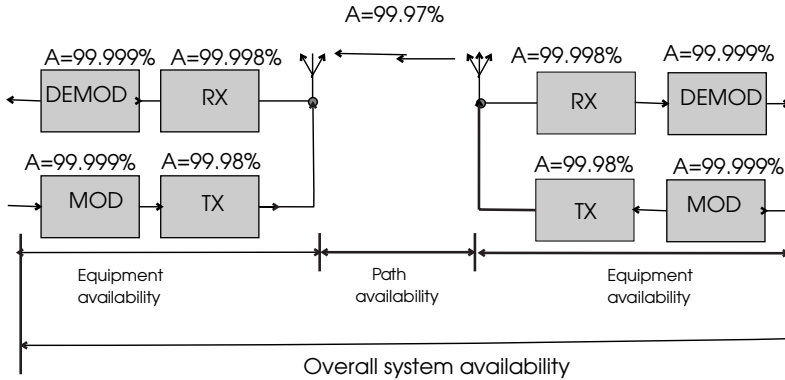 A=99.97%
A=99.999% A=99.998% A=99.998% A=99.999%
DEMOD RX RX DEMOD
A=99.999% A=99.98% A=99.98% A=99.999%
MOD TX TX MOD
Equipment availability
Path availability
Equipment availability
Overall system availability